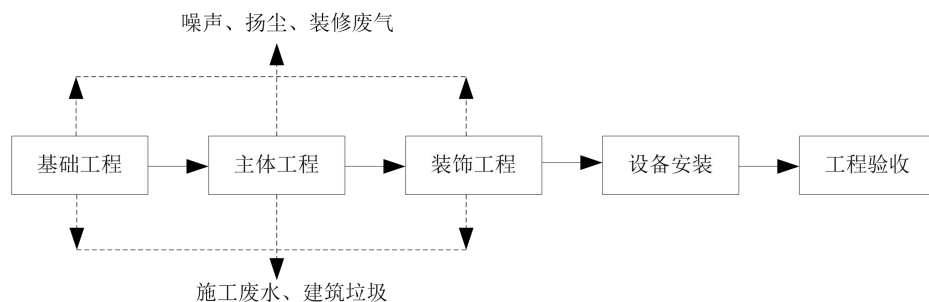 噪声、扬尘、装修废气
基础工程
主体工程
装饰工程
设备安装
工程验收
施工废水、建筑垃圾